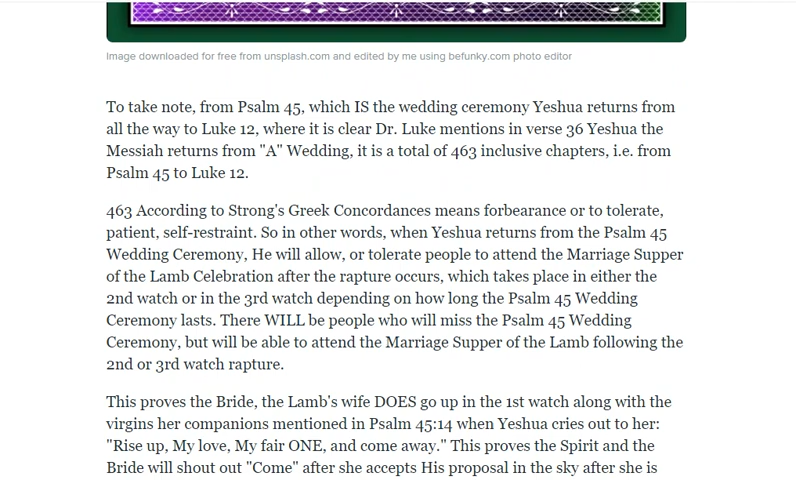 Image downloaded for free from unsplash.com and edited by me using befunky.com photo editor
To take note, from Psalm 45, which IS the wedding ceremony Yeshua returns from
all the way to Luke 12, where it is clear Dr. Luke mentions in verse 36 Yeshua the
Messiah returns from "A" Wedding, it is a total of 463 inclusive chapters, i.e. from
Psalm 45 to Luke 12.
463 According to Strong's Greek Concordances means forbearance or to tolerate,
patient, self-restraint. So in other words, when Yeshua returns from the Psalm 45
Wedding Ceremony, He will allow, or tolerate people to attend the Marriage Supper
of the Lamb Celebration after the rapture occurs, which takes place in either the
2nd watch or in the 3rd watch depending on how long the Psalm 45 Wedding
Ceremony lasts. There WILL be people who will miss the Psalm 45 Wedding
Ceremony, but will be able to attend the Marriage Supper of the Lamb following the
2nd or 3rd watch rapture.
This proves the Bride, the Lamb's wife DOES go up in the 1st watch along with the
virgins her companions mentioned in Psalm 45:14 when Yeshua cries out to her:
"Rise up, My love, My fair ONE, and come away." This proves the Spirit and the
Bride will shout out "Come" after she accepts His proposal in the sky after she is